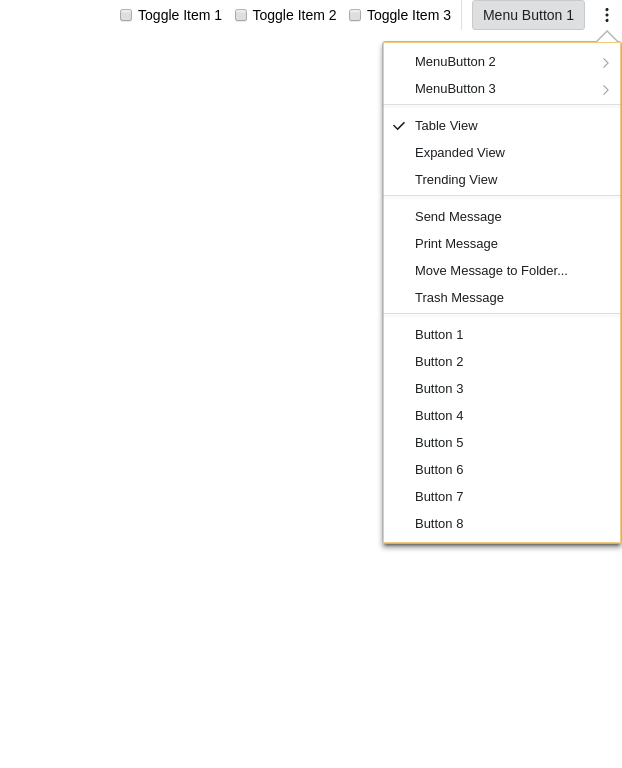 Toggle Item 1 Toggle Item 2 Toggle Item 3 Menu Button 1
MenuButton 2
MenuButton 3
Table View
Expanded View
Trending View
Send Message
Print Message
Move Message to Folder...
Trash Message
Button 1
Button 2
Button 3
Button 4
Button 5
Button 6
Button 7
Button 8